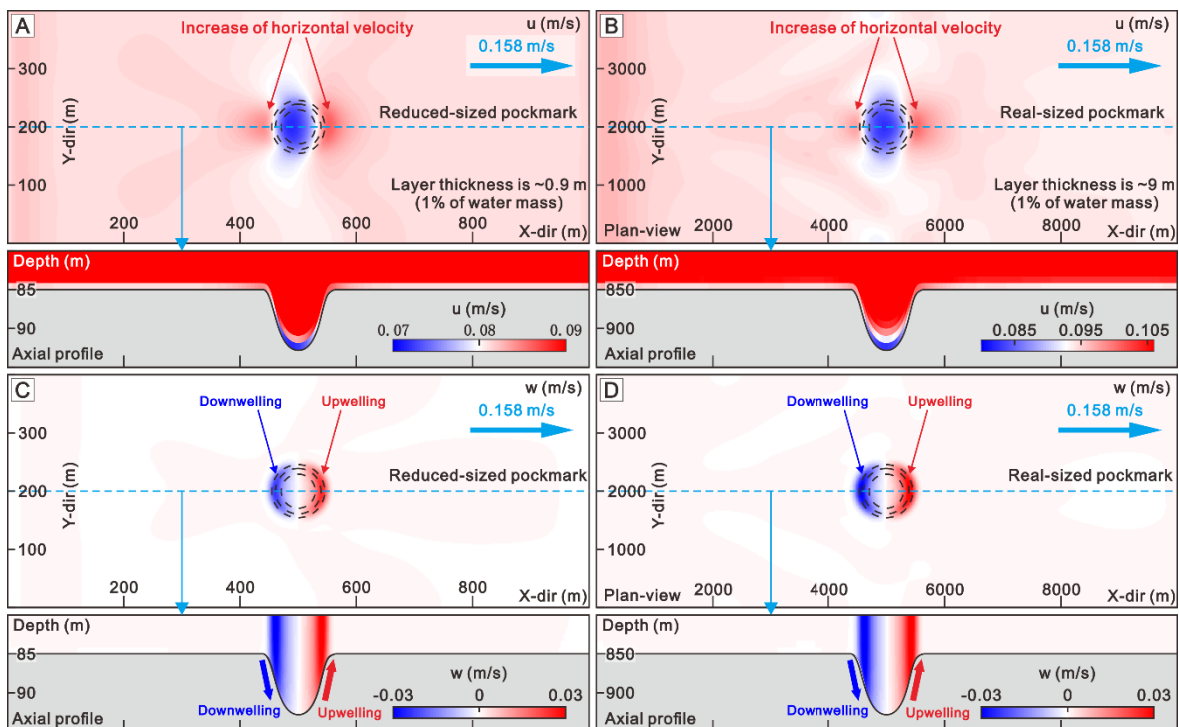 A
u (m/s)
Increase of horizontal velocity
0.158 m/s
300
Reduced-sized pockmark
200
Y-dir (m)
100
Layer thickness is ~0.9 m
(1% of water mass)
200
400
600
800
X-dir (m)
Depth (m)
85
u (m/s)
90
0.07
0.08
0.09
Axial profile
B
u (m/s)
Increase of horizontal velocity
0.158 m/s
3000
Real-sized pockmark
2000
Y-dir (m)
1000
Layer thickness is ~9 m
(1% of water mass)
Plan-view
2000
4000
6000
8000
X-dir (m)
Depth (m)
85
u (m/s)
900
0.085
0.095
0.105
Axial profile
C
w (m/s)
Downwelling
Upwelling
0.158 m/s
300
Reduced-sized pockmark
200
Y-dir (m)
100
200
400
600
800
X-dir (m)
Depth (m)
85
w (m/s)
90
-0.03
0
0.03
Downwelling
Upwelling
Axial profile
D
w (m/s)
Downwelling
Upwelling
0.158 m/s
3000
Real-sized pockmark
2000
Y-dir (m)
1000
Plan-view
2000
4000
6000
8000
X-dir (m)
Depth (m)
85
w (m/s)
900
-0.03
0
0.03
Downwelling
Upwelling
Axial profile